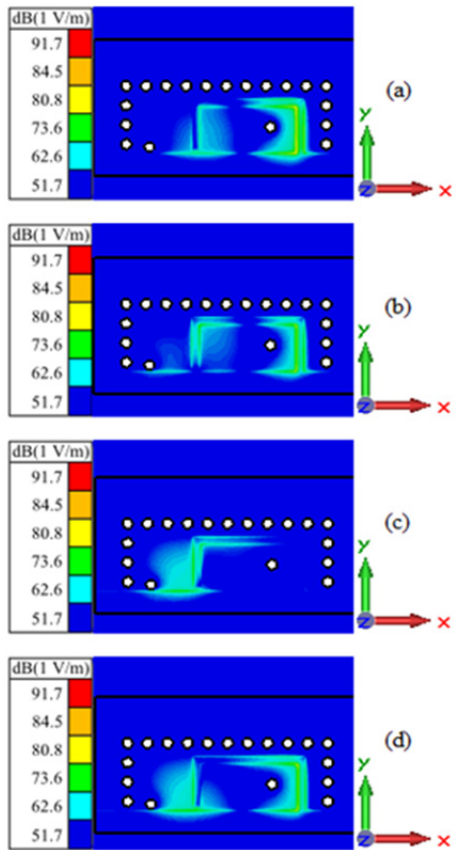 dB(1 V/m)
91.7
84.5
80.8
73.6
62.6
51.7
(a)
Y
Z
X
dB(1 V/m)
91.7
84.5
80.8
73.6
62.6
51.7
(b)
Y
Z
X
dB(1 V/m)
91.7
84.5
80.8
73.6
62.6
51.7
(c)
Y
Z
X
dB(1 V/m)
91.7
84.5
80.8
73.6
62.6
51.7
(d)
Y
Z
X